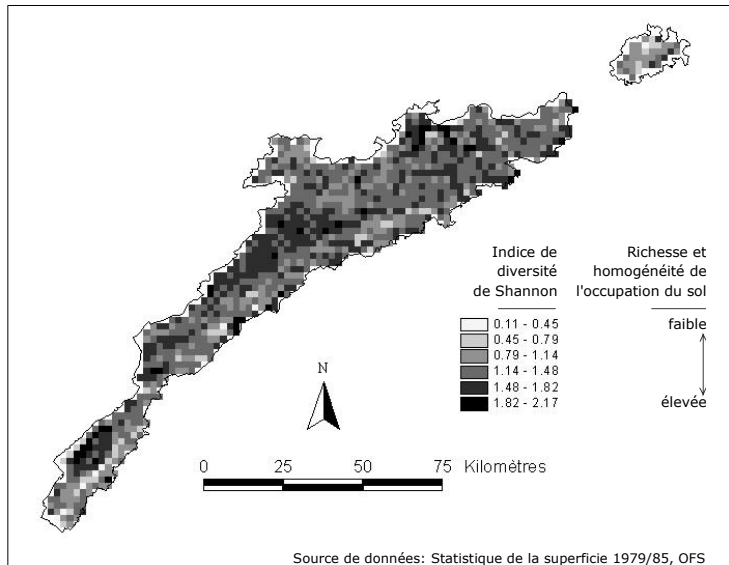 Indice de
diversité
de Shannon
Richesse et
homogénéité de
l'occupation du sol
0.11 - 0.45
0.45 - 0.79
0.79 - 1.14
1.14 - 1.48
1.48 - 1.82
1.82 - 2.17
faible
élevée
N
0 25 50 75 Kilomètres
Source de données: Statistique de la superficie 1979/85, OFS